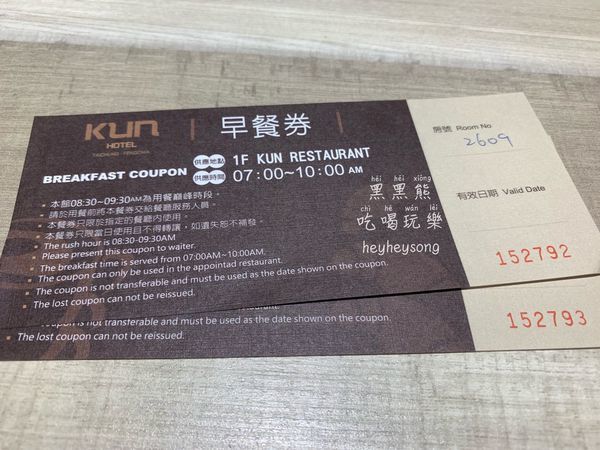 KUN
HOTEL
TAICHUNG · FENGCHIA
早餐券
BREAKFAST COUPON
供應地點 1F KUN RESTAURANT
供應時間 07:00~10:00 AM
• 本館08:30~09:30AM為用餐巔峰時段。
• 請於用餐前將本餐券交給餐廳服務人員。
• 本餐券只限於指定的餐廳內使用。
• 本餐券只限當日使用且不得轉讓，如遺失恕不補發。
• The rush hour is 08:30-09:30AM
• Please present this coupon to waiter.
• The breakfast time is served from 07:00AM~10:00AM.
• The coupon can only be used in the appointad restaurant.
• The coupon is not transferable and must be used as the date shown on the coupon.
• The lost coupon can not be reissued.
房號 Room No
2609
有效日期 Valid Date
152792
hēi hēi xióng
黑黑熊
chī hē wán lè
吃喝玩樂
heyheysong
coupon is not transferable and must be used as the date shown on the coupon.
• The lost coupon can not be reissued.
152793